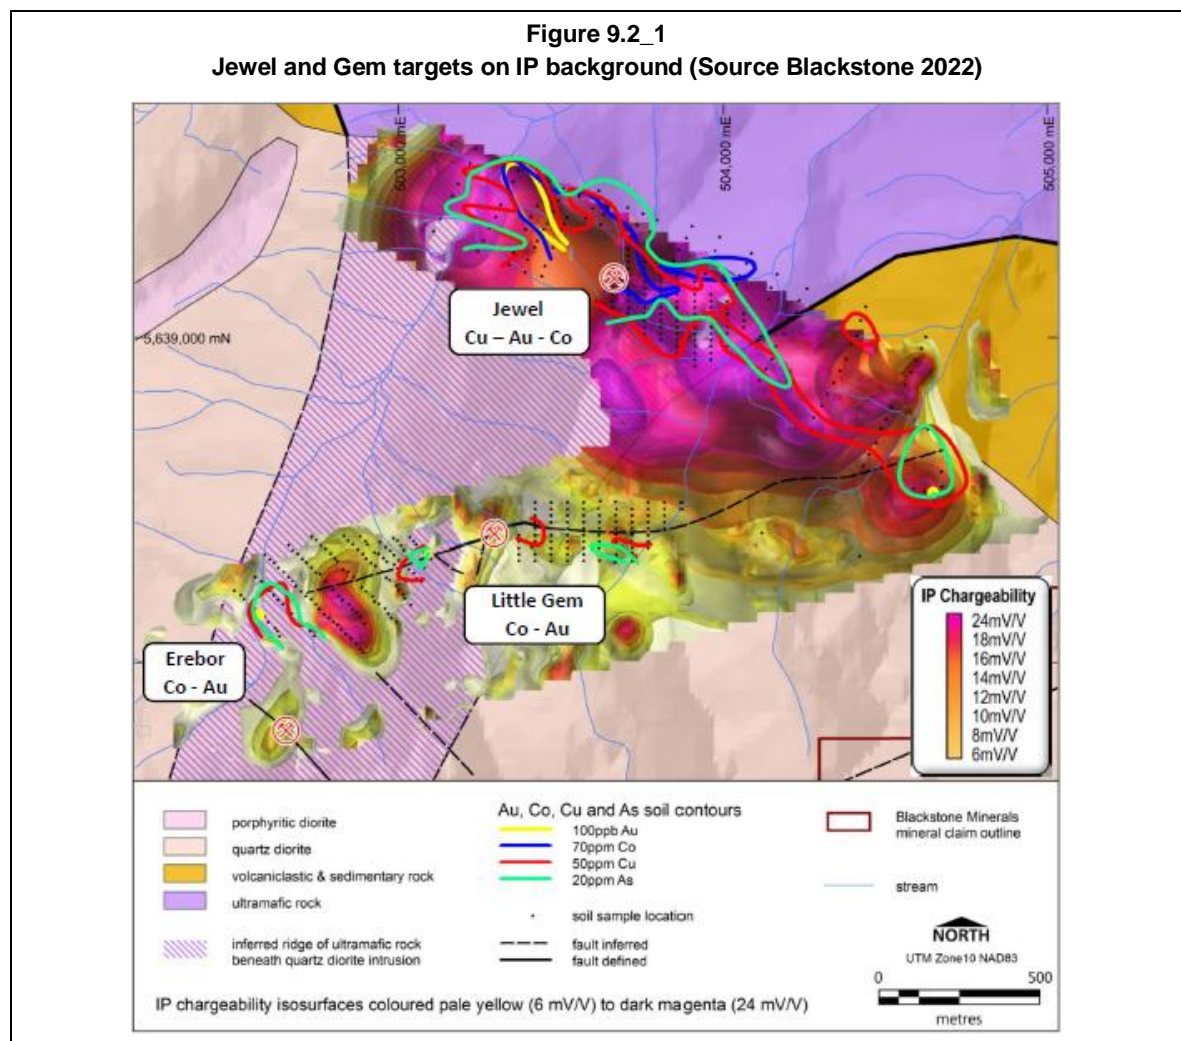 Figure 9.2_1
Jewel and Gem targets on IP background (Source Blackstone 2022)
503,000 mE
504,000 mE
505,000 mE
5,639,000 mN
Jewel
Cu – Au - Co
Little Gem
Co - Au
Erebor
Co - Au
IP Chargeability
24mV/V
18mV/V
16mV/V
14mV/V
12mV/V
10mV/V
8mV/V
6mV/V
porphyritic diorite
quartz diorite
volcaniclastic & sedimentary rock
ultramafic rock
inferred ridge of ultramafic rock
beneath quartz diorite intrusion
Au, Co, Cu and As soil contours
100ppb Au
70ppm Co
50ppm Cu
20ppm As
soil sample location
fault inferred
fault defined
Blackstone Minerals
mineral claim outline
stream
NORTH
UTM Zone10 NAD83
0 500
metres
IP chargeability isosurfaces coloured pale yellow (6 mV/V) to dark magenta (24 mV/V)